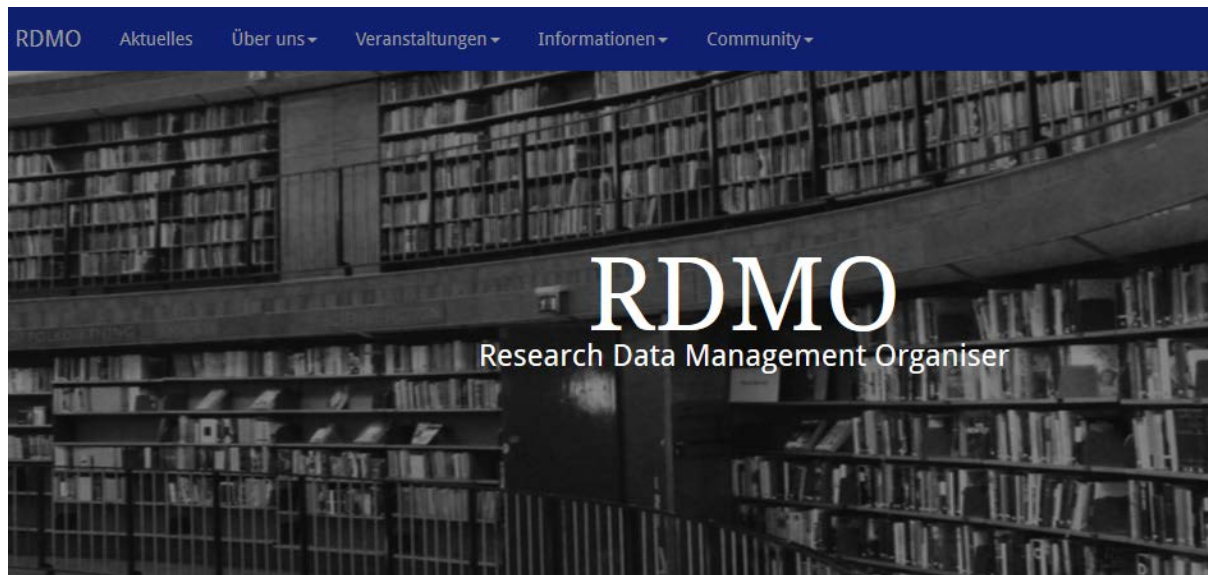 RDMO Aktuelles Über uns Veranstaltungen Informationen Community
RDMO
Research Data Management Organiser